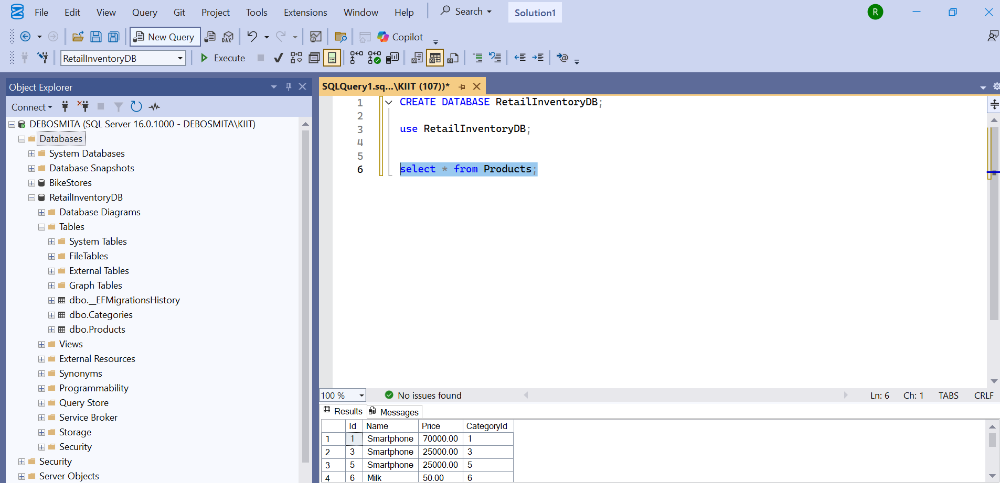 File Edit View Query Git Project Tools Extensions Window Help Search Solution1 R
New Query DAX Copilot
RetailInventoryDB Execute
Object Explorer
Connect
DEBOSMITA (SQL Server 16.0.1000 - DEBOSMITA\KIIT)
Databases
System Databases
Database Snapshots
BikeStores
RetailInventoryDB
Database Diagrams
Tables
System Tables
FileTables
External Tables
Graph Tables
dbo.__EFMigrationsHistory
dbo.Categories
dbo.Products
Views
External Resources
Synonyms
Programmability
Query Store
Service Broker
Storage
Security
Security
Server Objects
SQLQuery1.sq...\KIIT (107))*
1 CREATE DATABASE RetailInventoryDB;
2
3 use RetailInventoryDB;
4
5
6 select * from Products;
100 % No issues found Ln: 6 Ch: 1 TABS CRLF
Results Messages
Id Name Price CategoryId
1 1 Smartphone 70000.00 1
2 3 Smartphone 25000.00 3
3 5 Smartphone 25000.00 5
4 6 Milk 50.00 6